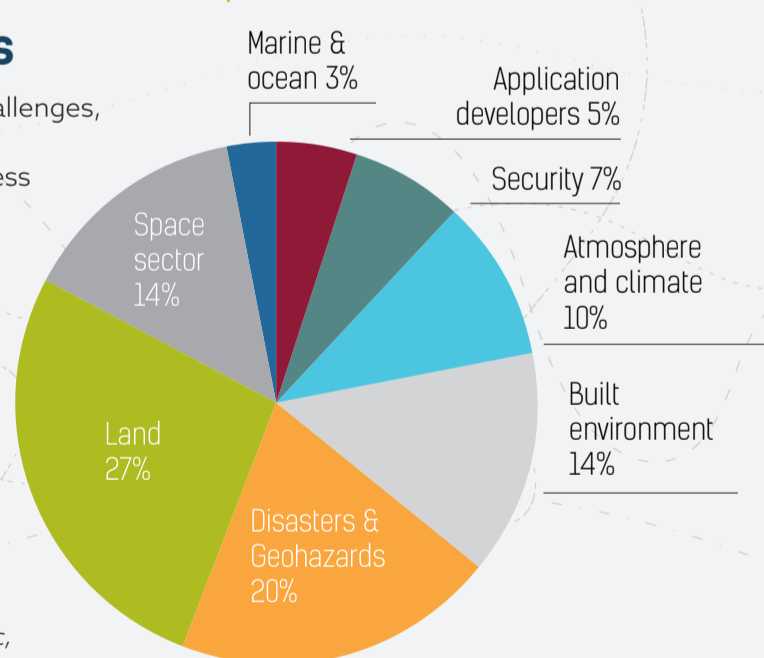 s
allenges,
ess
Marine &
ocean 3%
Application
developers 5%
Security 7%
Atmosphere
and climate
10%
Built
environment
14%
Space
sector
14%
Land
27%
Disasters &
Geohazards
20%
c,